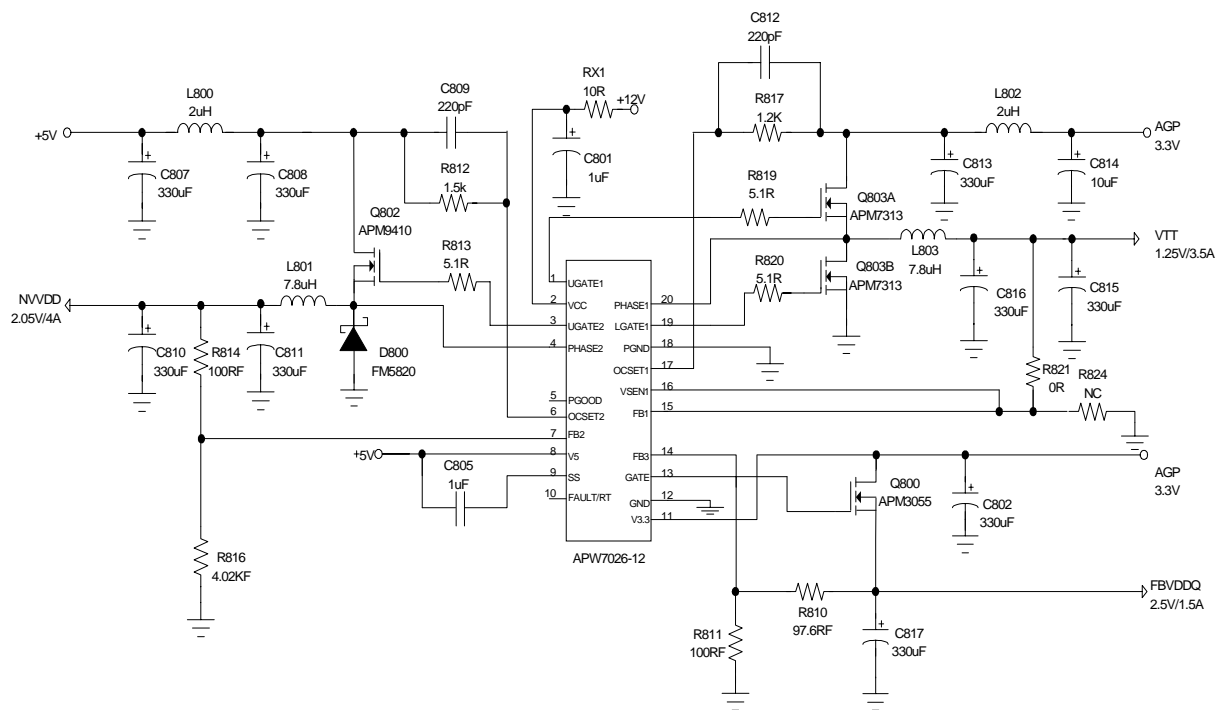 C812
220pF
RX1
10R
+12V
C809
220pF
L800
2uH
R817
1.2K
L802
2uH
+5V
AGP
3.3V
C807
330uF
C808
330uF
R812
1.5k
C801
1uF
C813
330uF
C814
10uF
R819
5.1R
Q803A
APM7313
Q802
APM9410
R813
5.1R
L803
7.8uH
VTT
1.25V/3.5A
R820
5.1R
Q803B
APM7313
C816
330uF
C815
330uF
L801
7.8uH
NVVDD
2.05V/4A
C810
330uF
R814
100RF
C811
330uF
D800
FM5820
1
UGATE1
2
VCC
3
UGATE2
4
PHASE2
5
PGOOD
6
OCSET2
7
FB2
8
V5
9
SS
10
FAULT/RT
PHASE1
20
LGATE1
19
PGND
18
OCSET1
17
VSEN1
16
FB1
15
FB3
14
GATE
13
GND
12
V3.3
11
APW7026-12
R821
0R
R824
NC
+5V
C805
1uF
AGP
3.3V
Q800
APM3055
C802
330uF
R816
4.02KF
FBVDDQ
2.5V/1.5A
R810
97.6RF
R811
100RF
C817
330uF